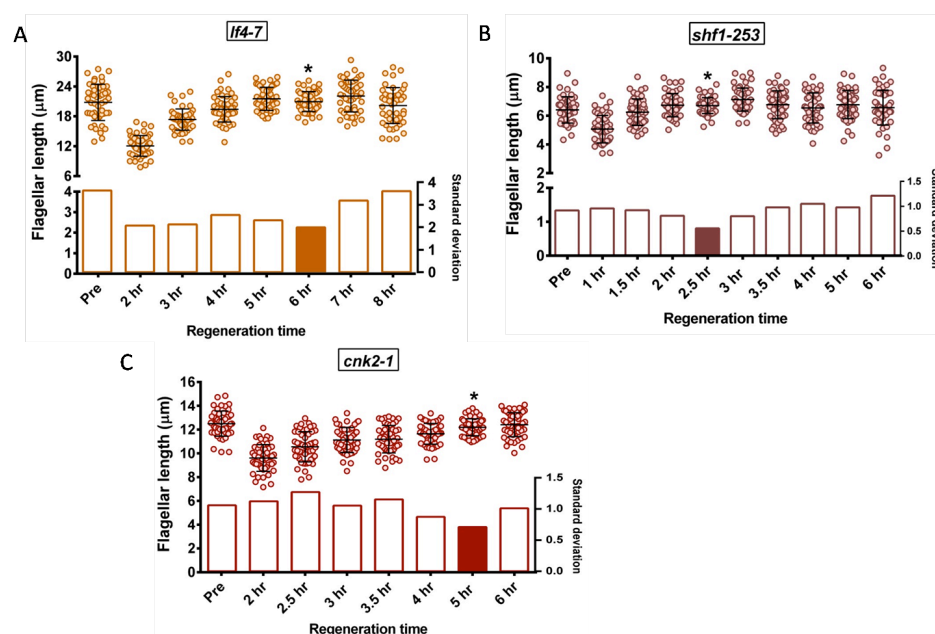 A
lf4-7
Flagellar length (μm)
30
24
18
12
6
4
3
2
1
0
4
3
2
1
0
Standard deviation
*
Pre
2 hr
3 hr
4 hr
5 hr
6 hr
7 hr
8 hr
Regeneration time
B
shf1-253
Flagellar length (μm)
10
8
6
4
2
2
1
0
1.5
1.0
0.5
0.0
Standard deviation
*
Pre
1 hr
1.5 hr
2 hr
2.5 hr
3 hr
3.5 hr
4 hr
5 hr
6 hr
Regeneration time
C
cnk2-1
Flagellar length (μm)
16
14
12
10
8
6
4
2
0
1.5
1.0
0.5
0.0
Standard deviation
*
Pre
2 hr
2.5 hr
3 hr
3.5 hr
4 hr
5 hr
6 hr
Regeneration time